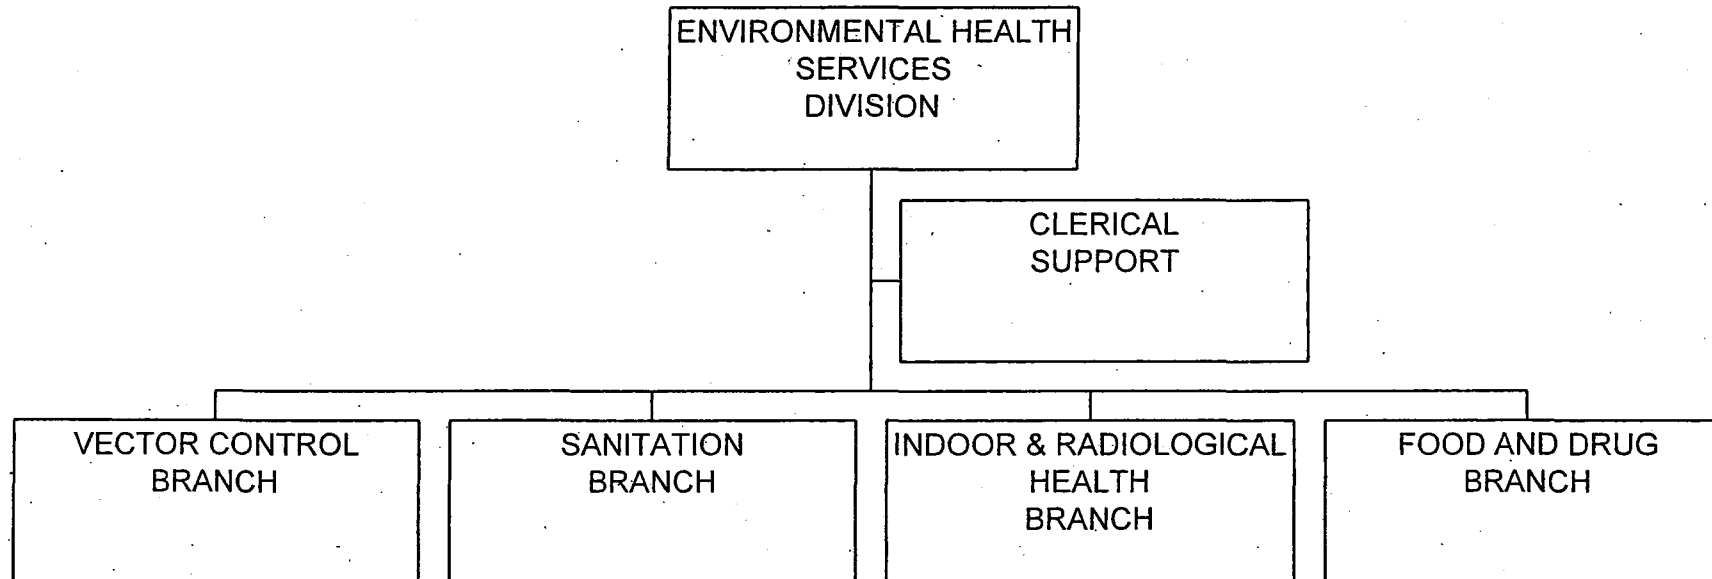 ENVIRONMENTAL HEALTH
SERVICES
DIVISION
CLERICAL
SUPPORT
VECTOR CONTROL
BRANCH
SANITATION
BRANCH
INDOOR & RADIOLOGICAL
HEALTH
BRANCH
FOOD AND DRUG
BRANCH